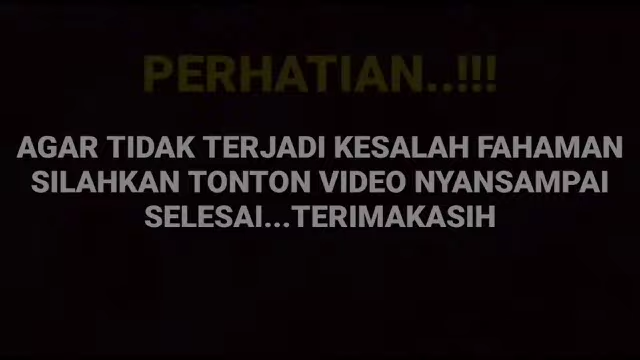 PERHATIAN..!!!
AGAR TIDAK TERJADI KESALAH FAHAMAN
SILAHKAN TONTON VIDEO NYANSAMPAI
SELESAI...TERIMAKASIH